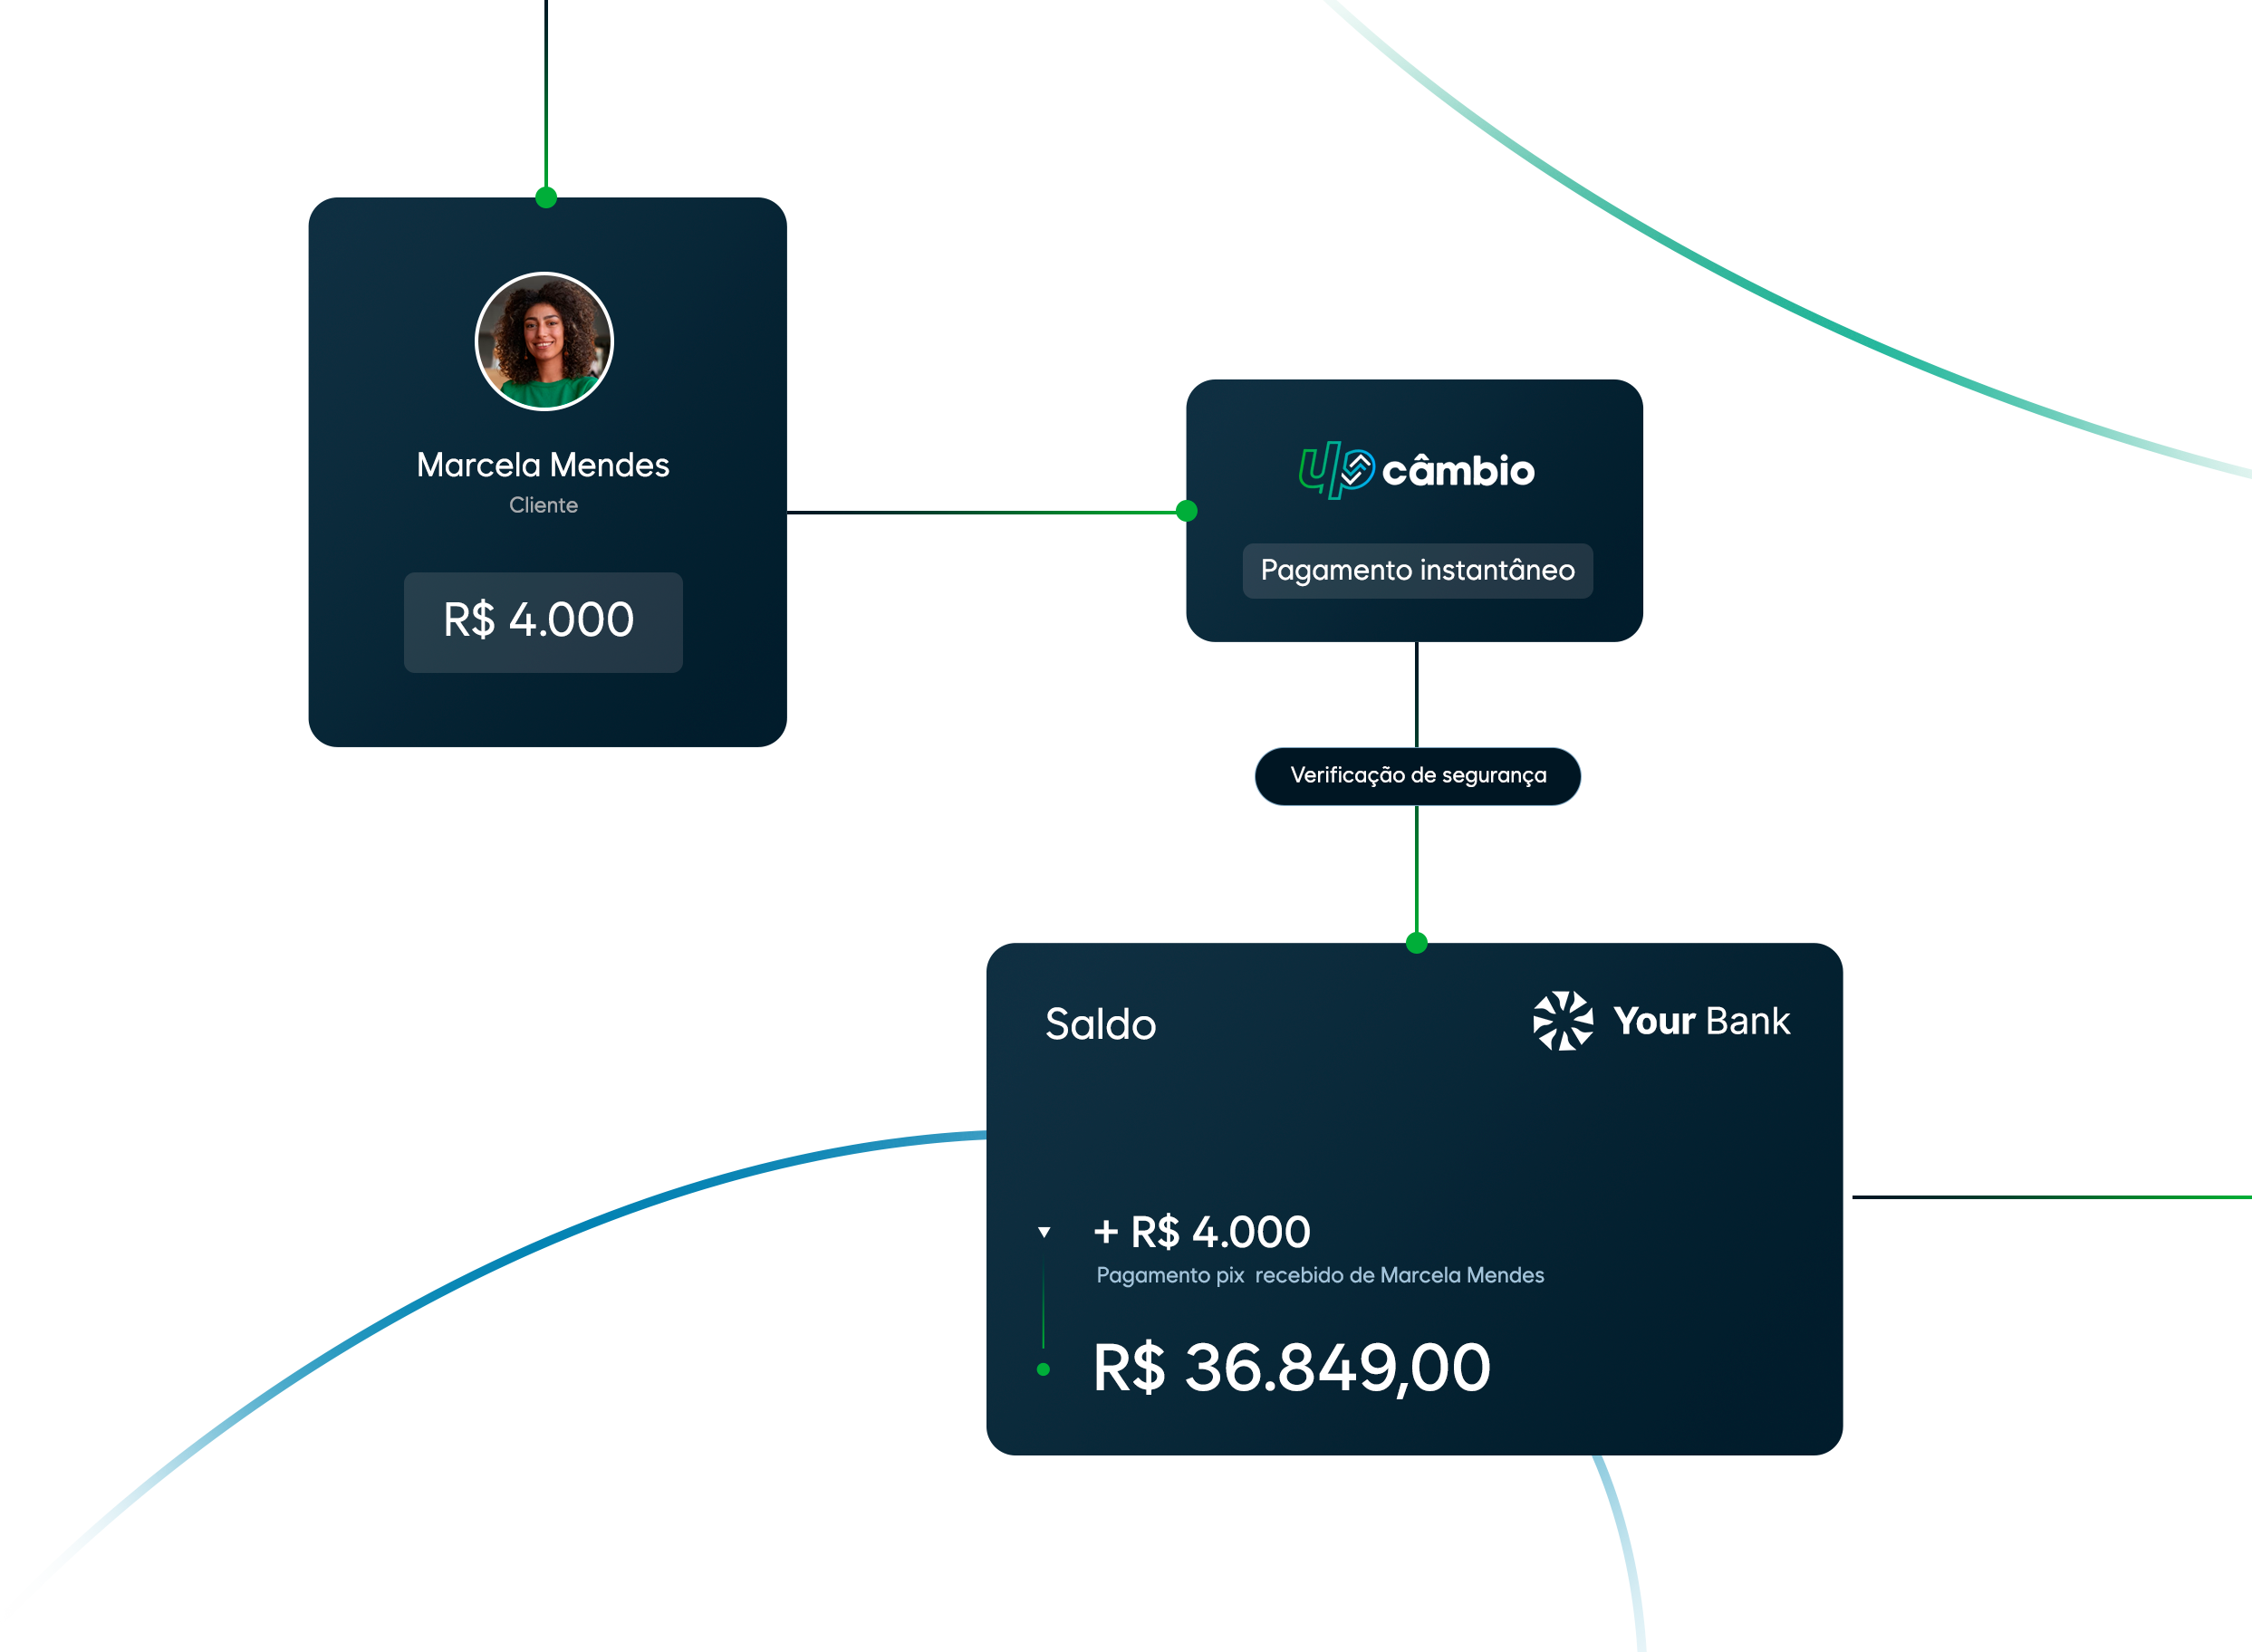 Marcela Mendes
Cliente
R$ 4.000
up câmbio
Pagamento instantâneo
Verificação de segurança
Saldo
Your Bank
+ R$ 4.000
Pagamento pix recebido de Marcela Mendes
R$ 36.849,00